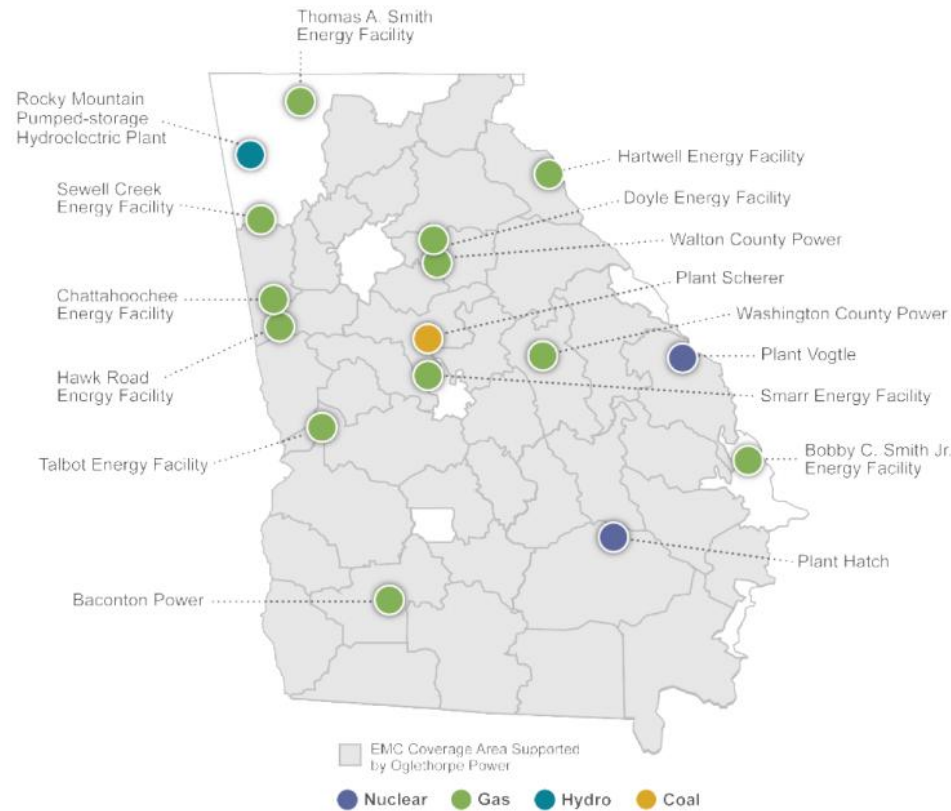 Thomas A. Smith
Energy Facility
Rocky Mountain
Pumped-storage
Hydroelectric Plant
Hartwell Energy Facility
Sewell Creek
Energy Facility
Doyle Energy Facility
Walton County Power
Plant Scherer
Chattahoochee
Energy Facility
Washington County Power
Plant Vogtle
Hawk Road
Energy Facility
Smarr Energy Facility
Talbot Energy Facility
Bobby C. Smith Jr.
Energy Facility
Plant Hatch
Baconton Power
EMC Coverage Area Supported
by Oglethorpe Power
Nuclear Gas Hydro Coal